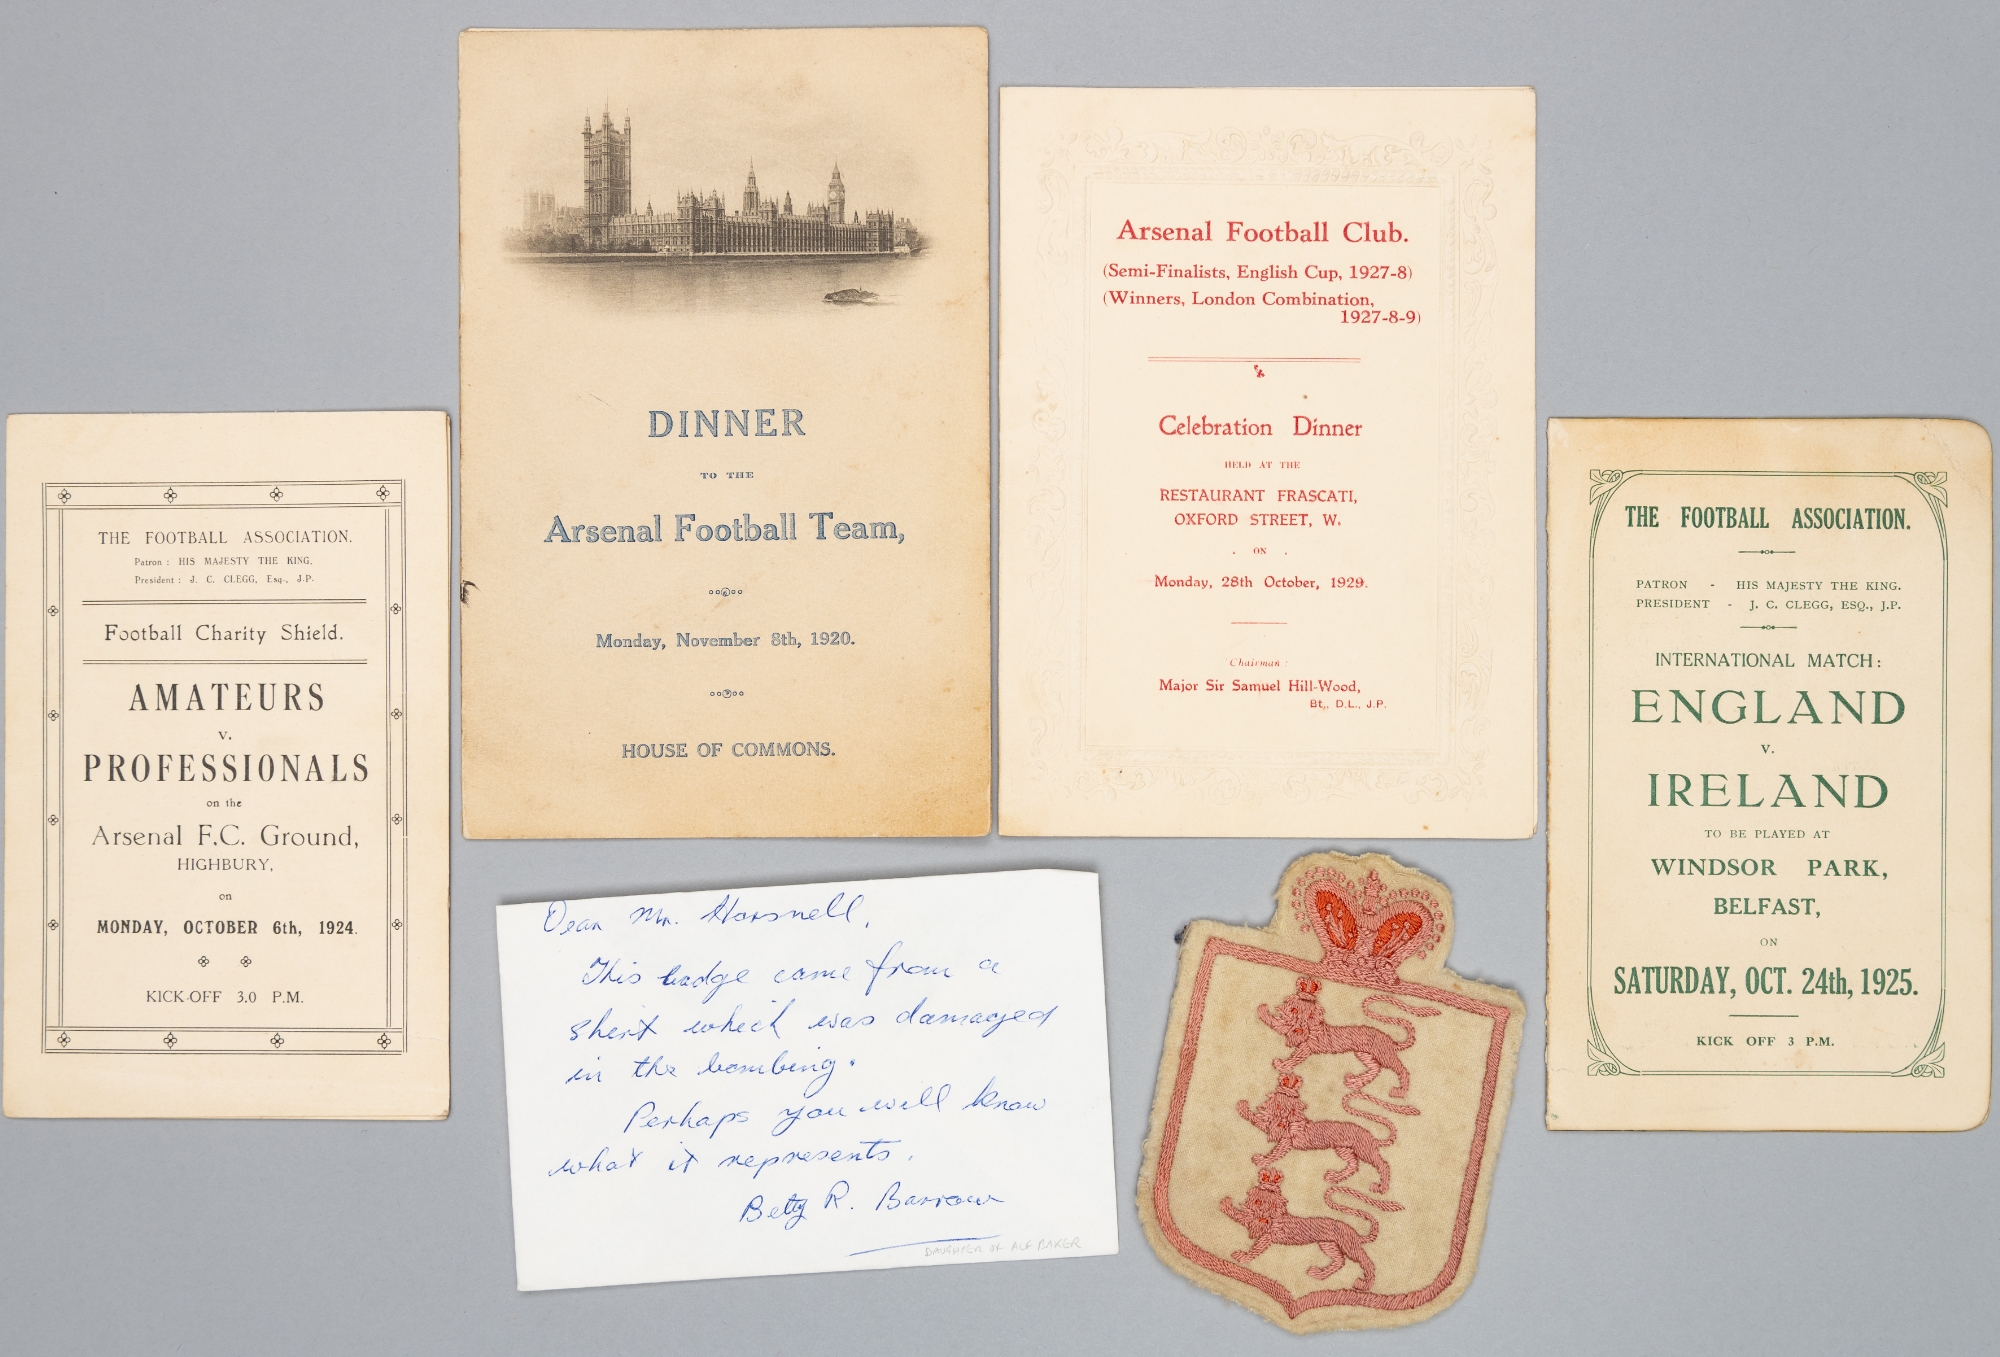 THE FOOTBALL ASSOCIATION.
Patron : HIS MAJESTY THE KING.
President : J. C. CLEGG, Esq., J.P.
Football Charity Shield.
AMATEURS
v.
PROFESSIONALS
on the
Arsenal F.C. Ground,
HIGHBURY,
on
MONDAY, OCTOBER 6th, 1924.
KICK-OFF 3.0 P.M.
DINNER
TO THE
Arsenal Football Team,
Monday, November 8th, 1920.
HOUSE OF COMMONS.
Arsenal Football Club.
(Semi-Finalists, English Cup, 1927-8)
(Winners, London Combination,
1927-8-9)
Celebration Dinner
HELD AT THE
RESTAURANT FRASCATI,
OXFORD STREET, W.
. ON .
Monday, 28th October, 1929.
Chairman :
Major Sir Samuel Hill-Wood,
Bt., D.L., J.P.
THE FOOTBALL ASSOCIATION.
PATRON - HIS MAJESTY THE KING.
PRESIDENT - J. C. CLEGG, ESQ., J.P.
INTERNATIONAL MATCH:
ENGLAND
v.
IRELAND
TO BE PLAYED AT
WINDSOR PARK,
BELFAST,
ON
SATURDAY, OCT. 24th, 1925.
KICK OFF 3 P.M.
Dear Mr. Horsnell,
This badge came from a
shirt which was damaged
in the bombing.
Perhaps you will know
what it represents.
Betty R. Barrow
DAUGHTER OF ALF BAKER